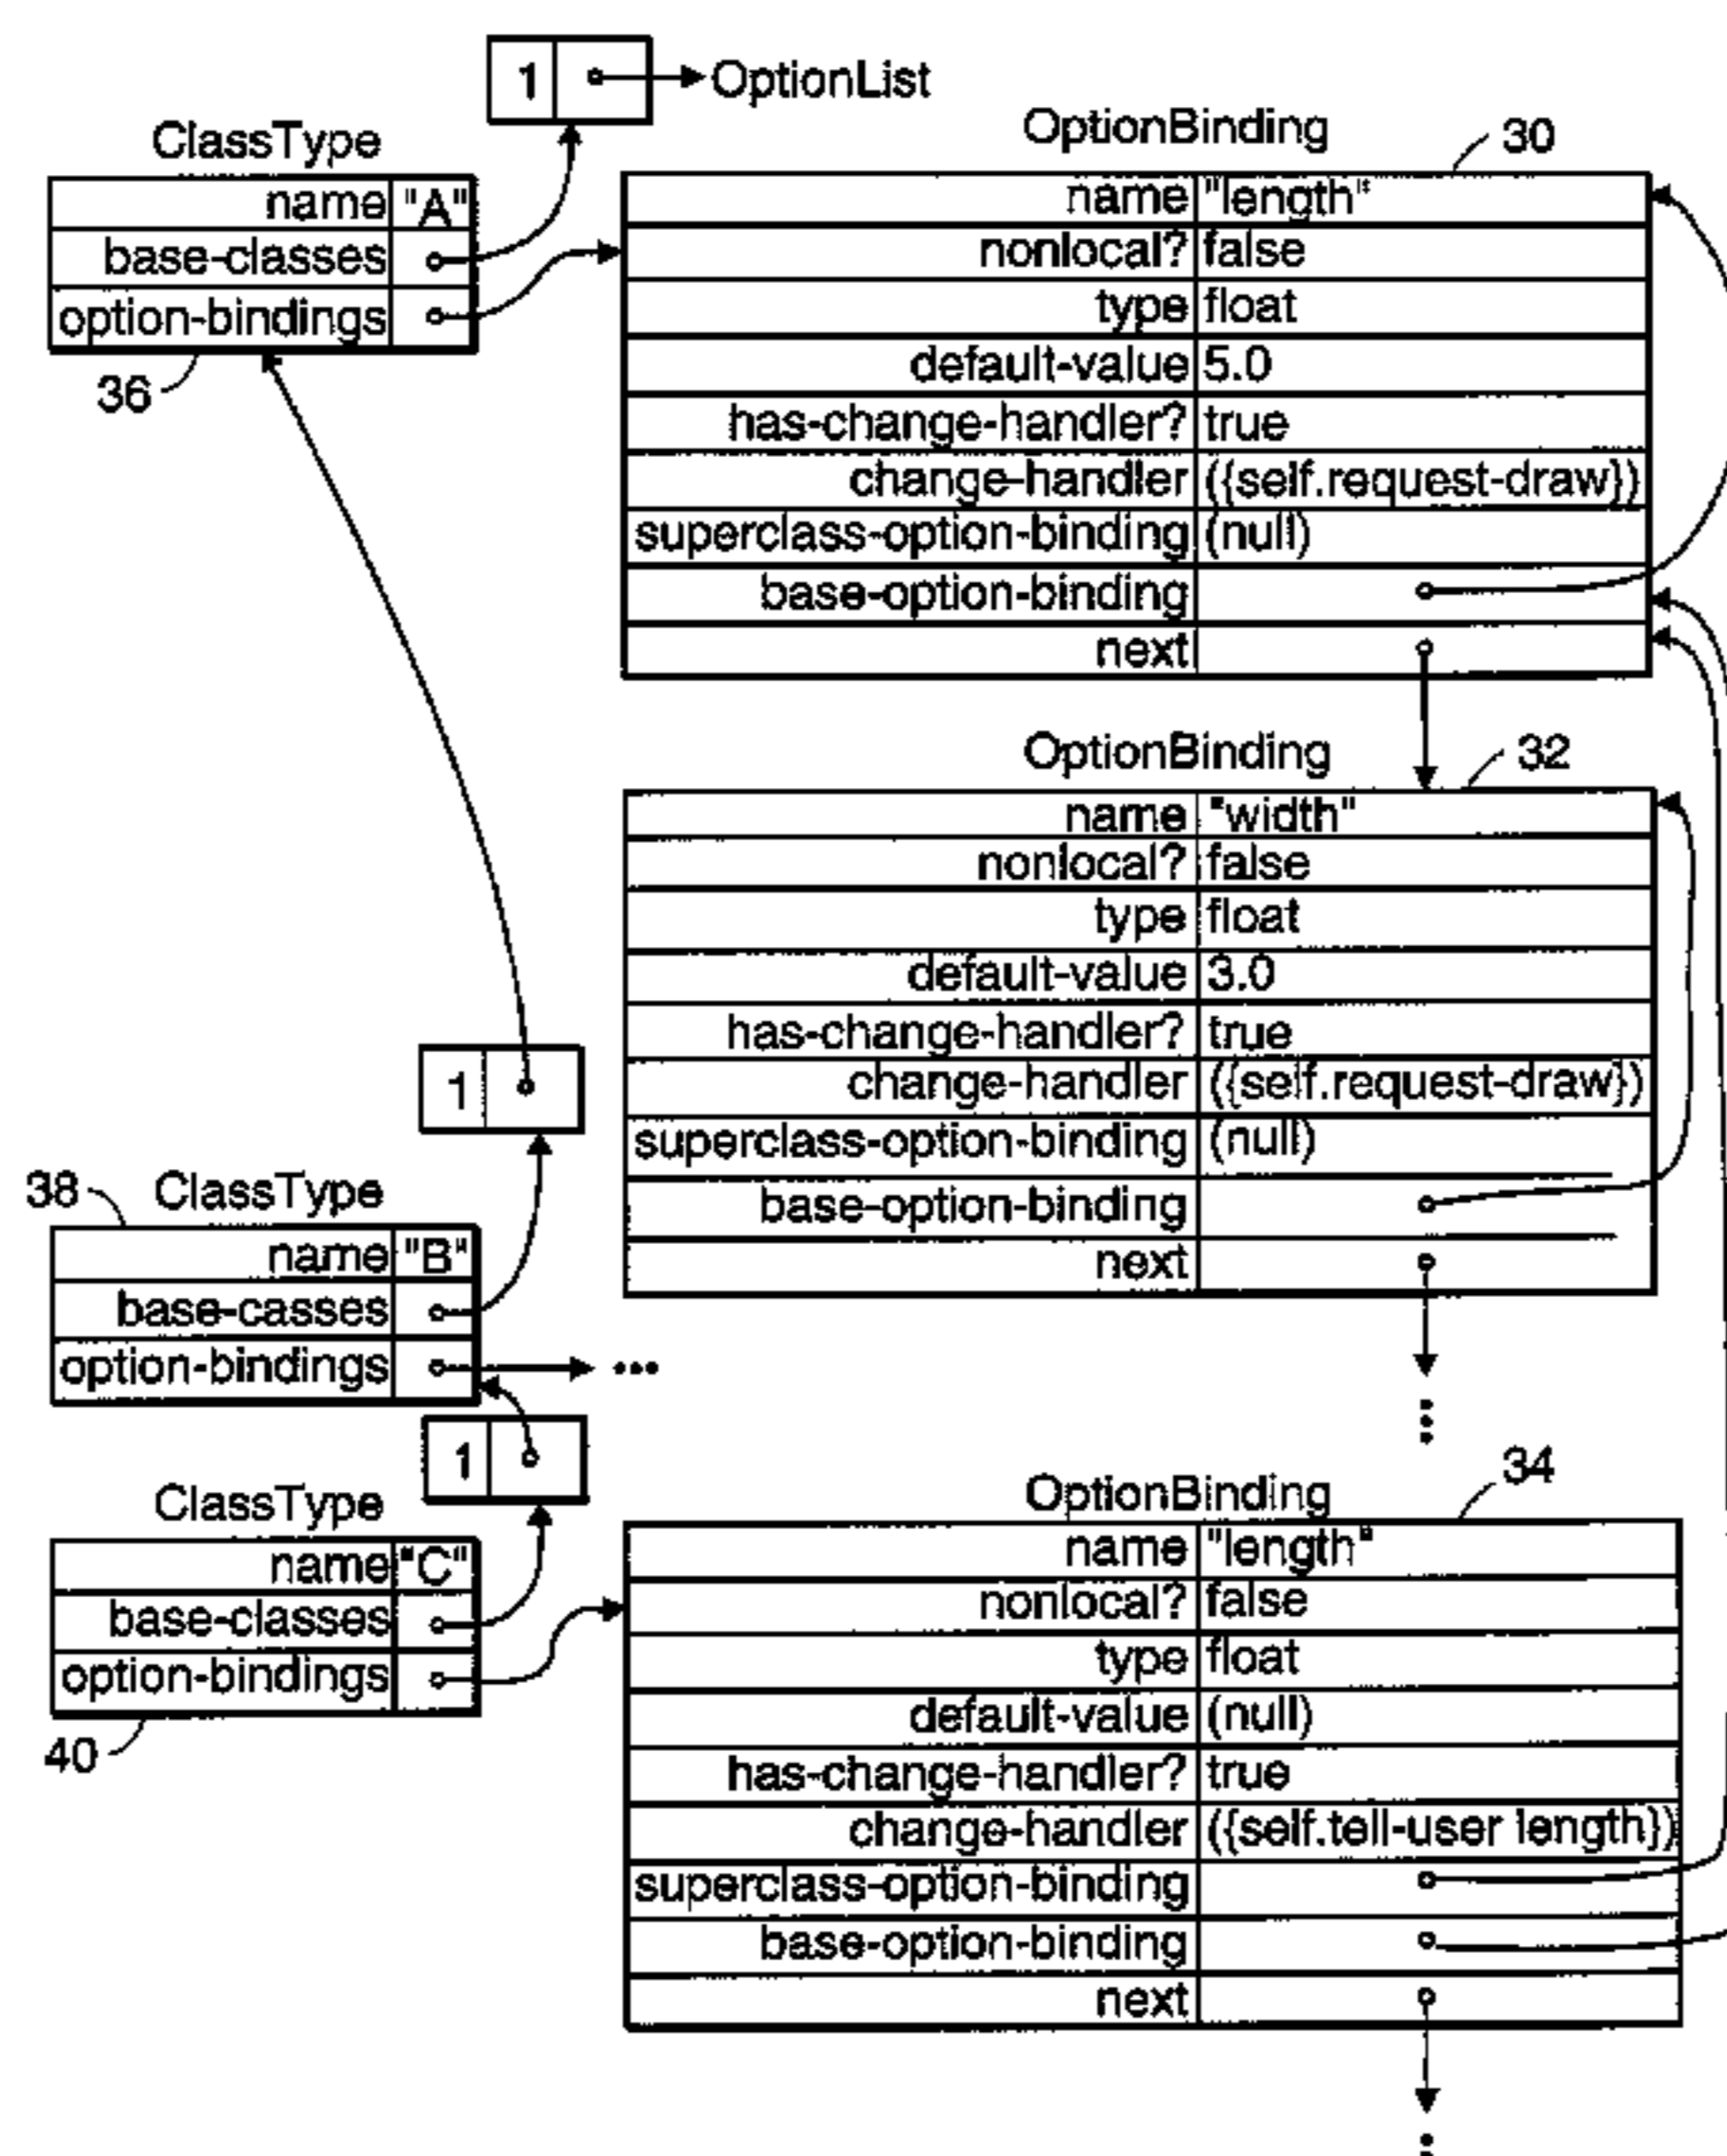 1 OptionList
ClassType
name "A"
base-classes
option-bindings
36
OptionBinding 30
name "length"
nonlocal? false
type float
default-value 5.0
has-change-handler? true
change-handler ({self.request-draw})
superclass-option-binding (null)
base-option-binding
next
OptionBinding 32
name "width"
nonlocal? false
type float
default-value 3.0
has-change-handler? true
change-handler ({self.request-draw})
superclass-option-binding (null)
base-option-binding
next
1
38 ClassType
name "B"
base-casses
option-bindings •••
1
ClassType
name "C"
base-classes
option-bindings
40
OptionBinding 34
name "length"
nonlocal? false
type float
default-value (null)
has-change-handler? true
change-handler ({self.tell-user length})
superclass-option-binding
base-option-binding
next